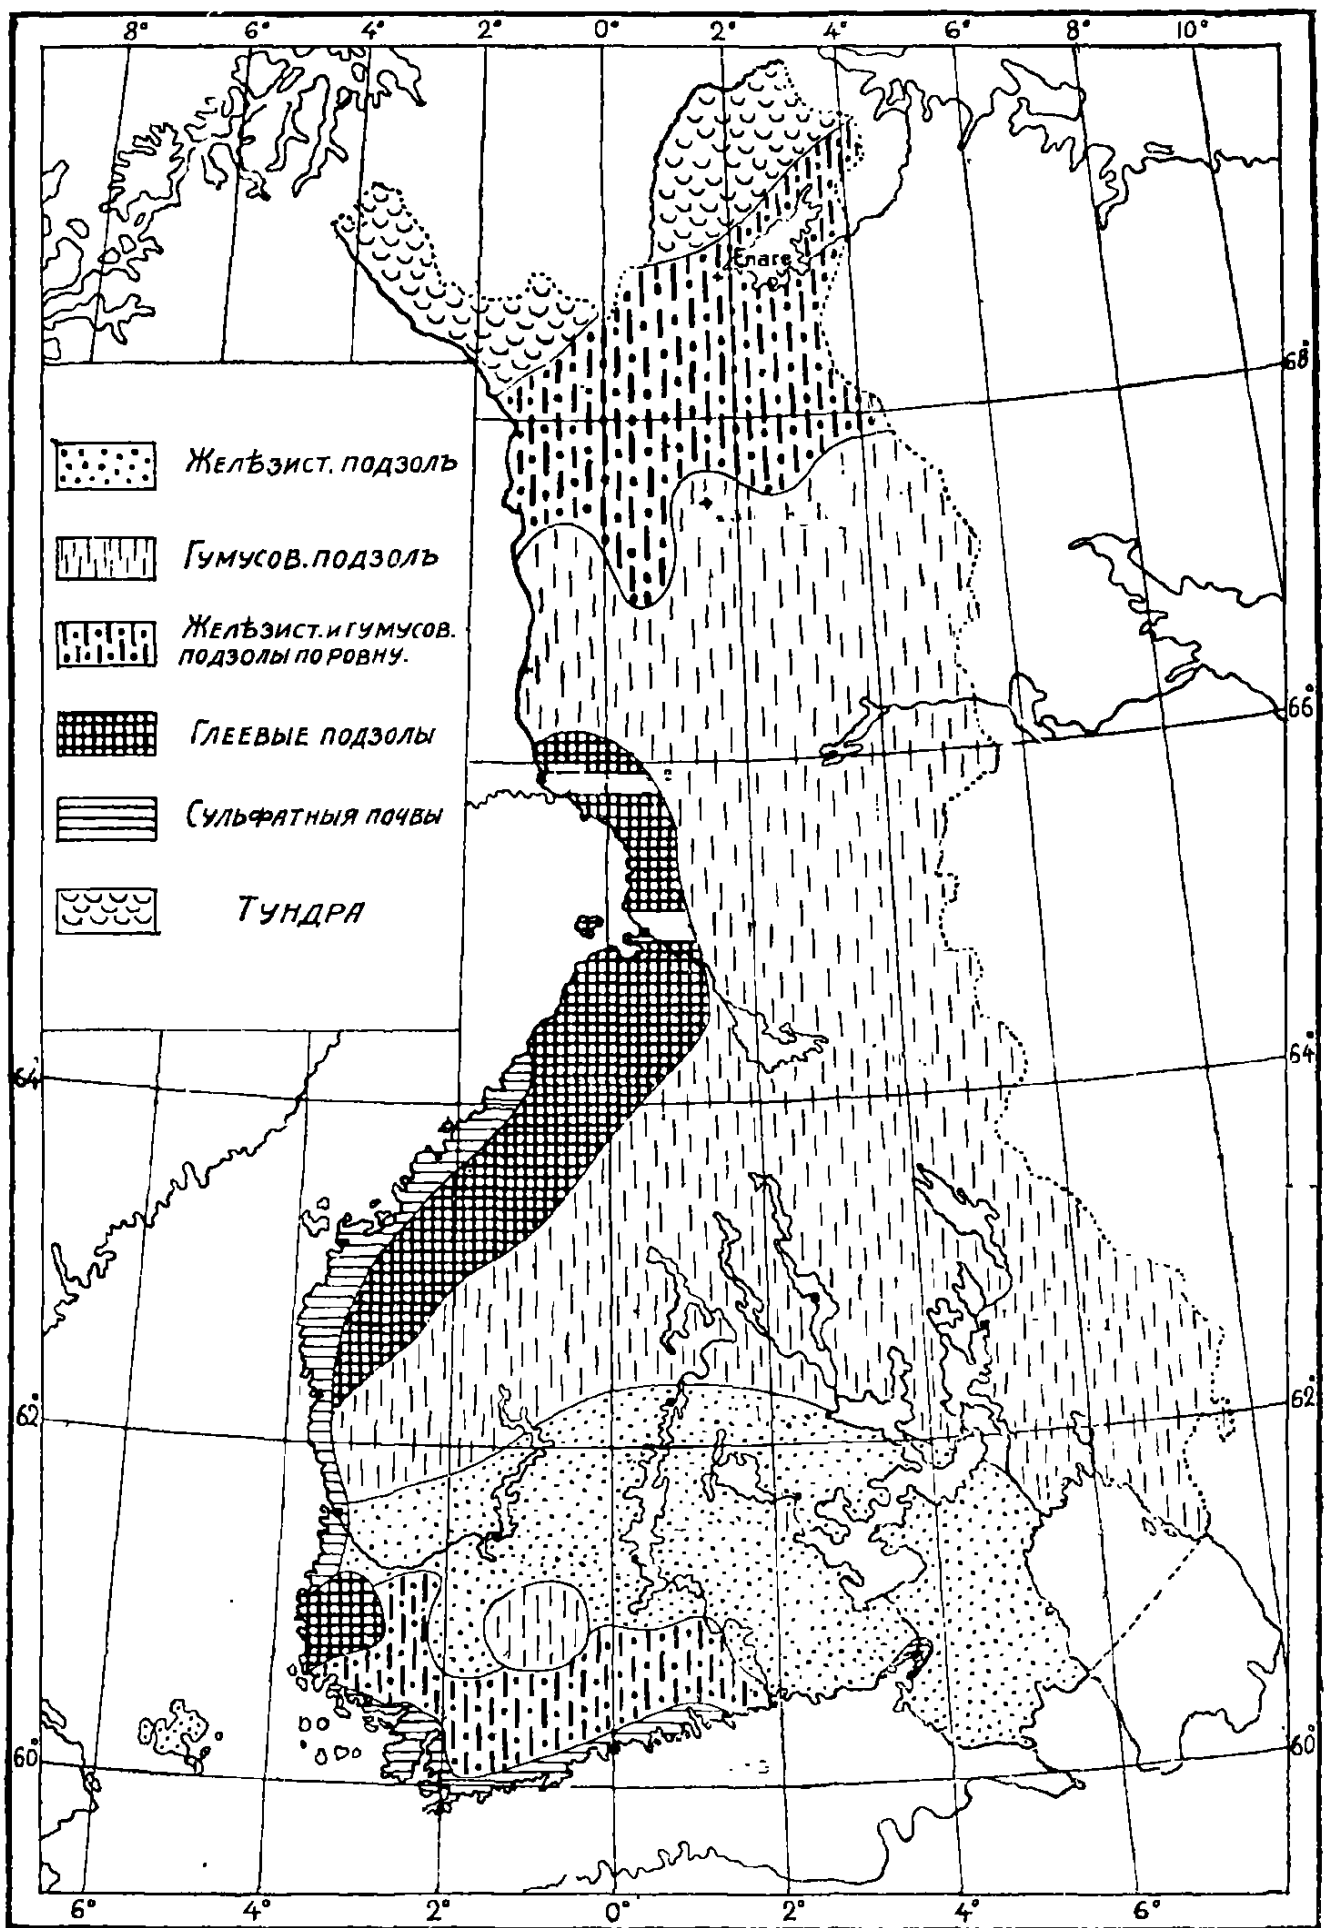 8° 6° 4° 2° 0° 2° 4° 6° 8° 10°
Enare
68°
Желѣзист. подзолъ
Гумусов. подзолъ
Желѣзист. и гумусов.
подзолы поровну.
66°
Глеевые подзолы
Сульфатныя почвы
Тундра
64° 64°
62° 62°
60° 60°
6° 4° 2° 0° 2° 4° 6°